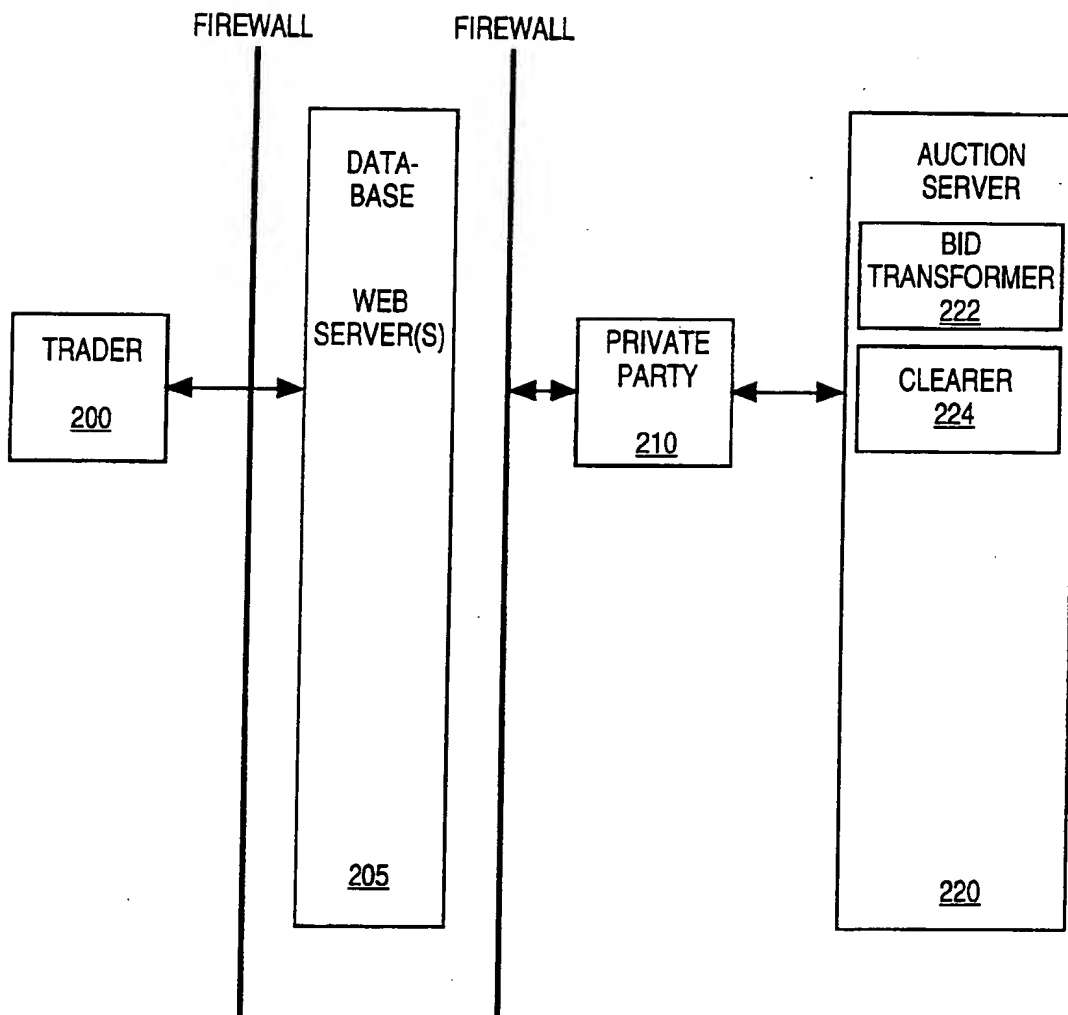 FIREWALL
FIREWALL
DATA-
BASE
WEB
SERVER(S)
205
TRADER
200
PRIVATE
PARTY
210
AUCTION
SERVER
BID
TRANSFORMER
222
CLEARER
224
220